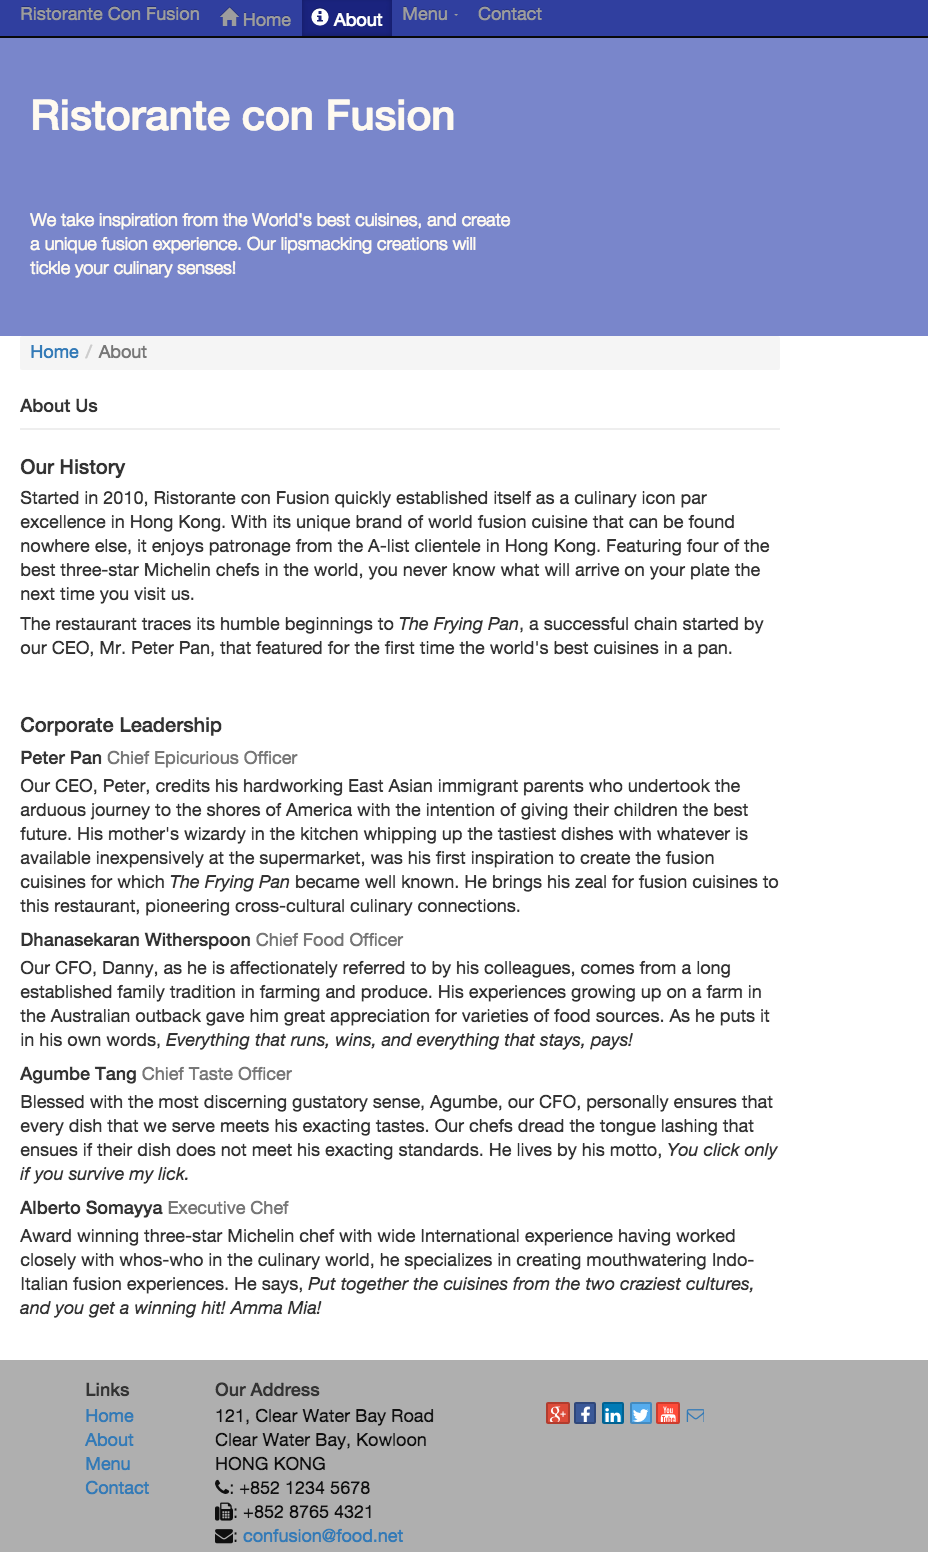 Ristorante Con Fusion Home About Menu Contact
Ristorante con Fusion
We take inspiration from the World's best cuisines, and create
a unique fusion experience. Our lipsmacking creations will
tickle your culinary senses!
Home / About
About Us
Our History
Started in 2010, Ristorante con Fusion quickly established itself as a culinary icon par
excellence in Hong Kong. With its unique brand of world fusion cuisine that can be found
nowhere else, it enjoys patronage from the A-list clientele in Hong Kong. Featuring four of the
best three-star Michelin chefs in the world, you never know what will arrive on your plate the
next time you visit us.
The restaurant traces its humble beginnings to The Frying Pan, a successful chain started by
our CEO, Mr. Peter Pan, that featured for the first time the world's best cuisines in a pan.
Corporate Leadership
Peter Pan Chief Epicurious Officer
Our CEO, Peter, credits his hardworking East Asian immigrant parents who undertook the
arduous journey to the shores of America with the intention of giving their children the best
future. His mother's wizardy in the kitchen whipping up the tastiest dishes with whatever is
available inexpensively at the supermarket, was his first inspiration to create the fusion
cuisines for which The Frying Pan became well known. He brings his zeal for fusion cuisines to
this restaurant, pioneering cross-cultural culinary connections.
Dhanasekaran Witherspoon Chief Food Officer
Our CFO, Danny, as he is affectionately referred to by his colleagues, comes from a long
established family tradition in farming and produce. His experiences growing up on a farm in
the Australian outback gave him great appreciation for varieties of food sources. As he puts it
in his own words, Everything that runs, wins, and everything that stays, pays!
Agumbe Tang Chief Taste Officer
Blessed with the most discerning gustatory sense, Agumbe, our CFO, personally ensures that
every dish that we serve meets his exacting tastes. Our chefs dread the tongue lashing that
ensues if their dish does not meet his exacting standards. He lives by his motto, You click only
if you survive my lick.
Alberto Somayya Executive Chef
Award winning three-star Michelin chef with wide International experience having worked
closely with whos-who in the culinary world, he specializes in creating mouthwatering Indo-
Italian fusion experiences. He says, Put together the cuisines from the two craziest cultures,
and you get a winning hit! Amma Mia!
Links
Home
About
Menu
Contact
Our Address
121, Clear Water Bay Road
Clear Water Bay, Kowloon
HONG KONG
: +852 1234 5678
: +852 8765 4321
: confusion@food.net
g+ f in You Tube